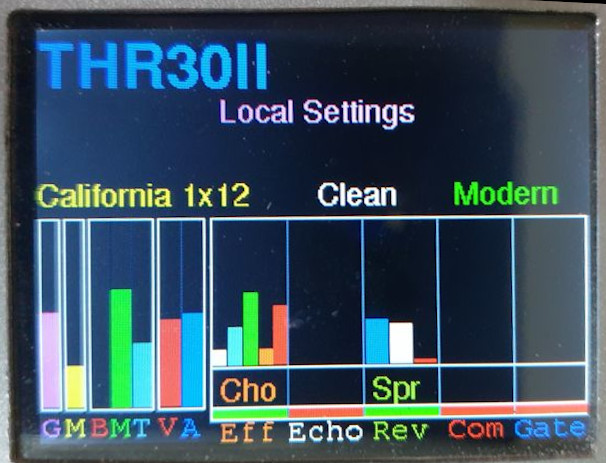 THR30II
Local Settings
California 1x12 Clean Modern
Cho Spr
G M B M T V A Eff Echo Rev Com Gate